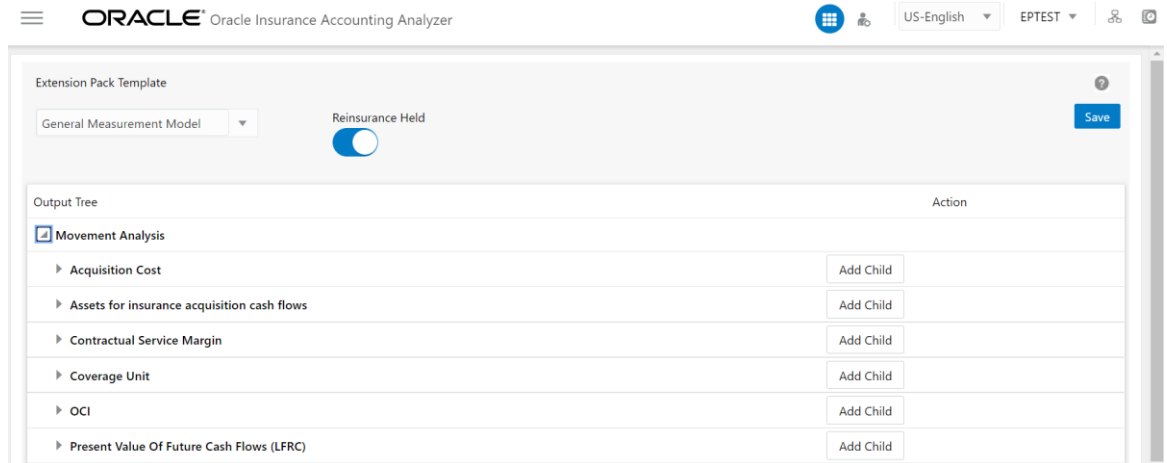 ORACLE® Oracle Insurance Accounting Analyzer US-English EPTEST
Extension Pack Template
?
General Measurement Model Reinsurance Held Save
Output Tree Action
Movement Analysis
Acquisition Cost Add Child
Assets for insurance acquisition cash flows Add Child
Contractual Service Margin Add Child
Coverage Unit Add Child
OCI Add Child
Present Value Of Future Cash Flows (LFRC) Add Child